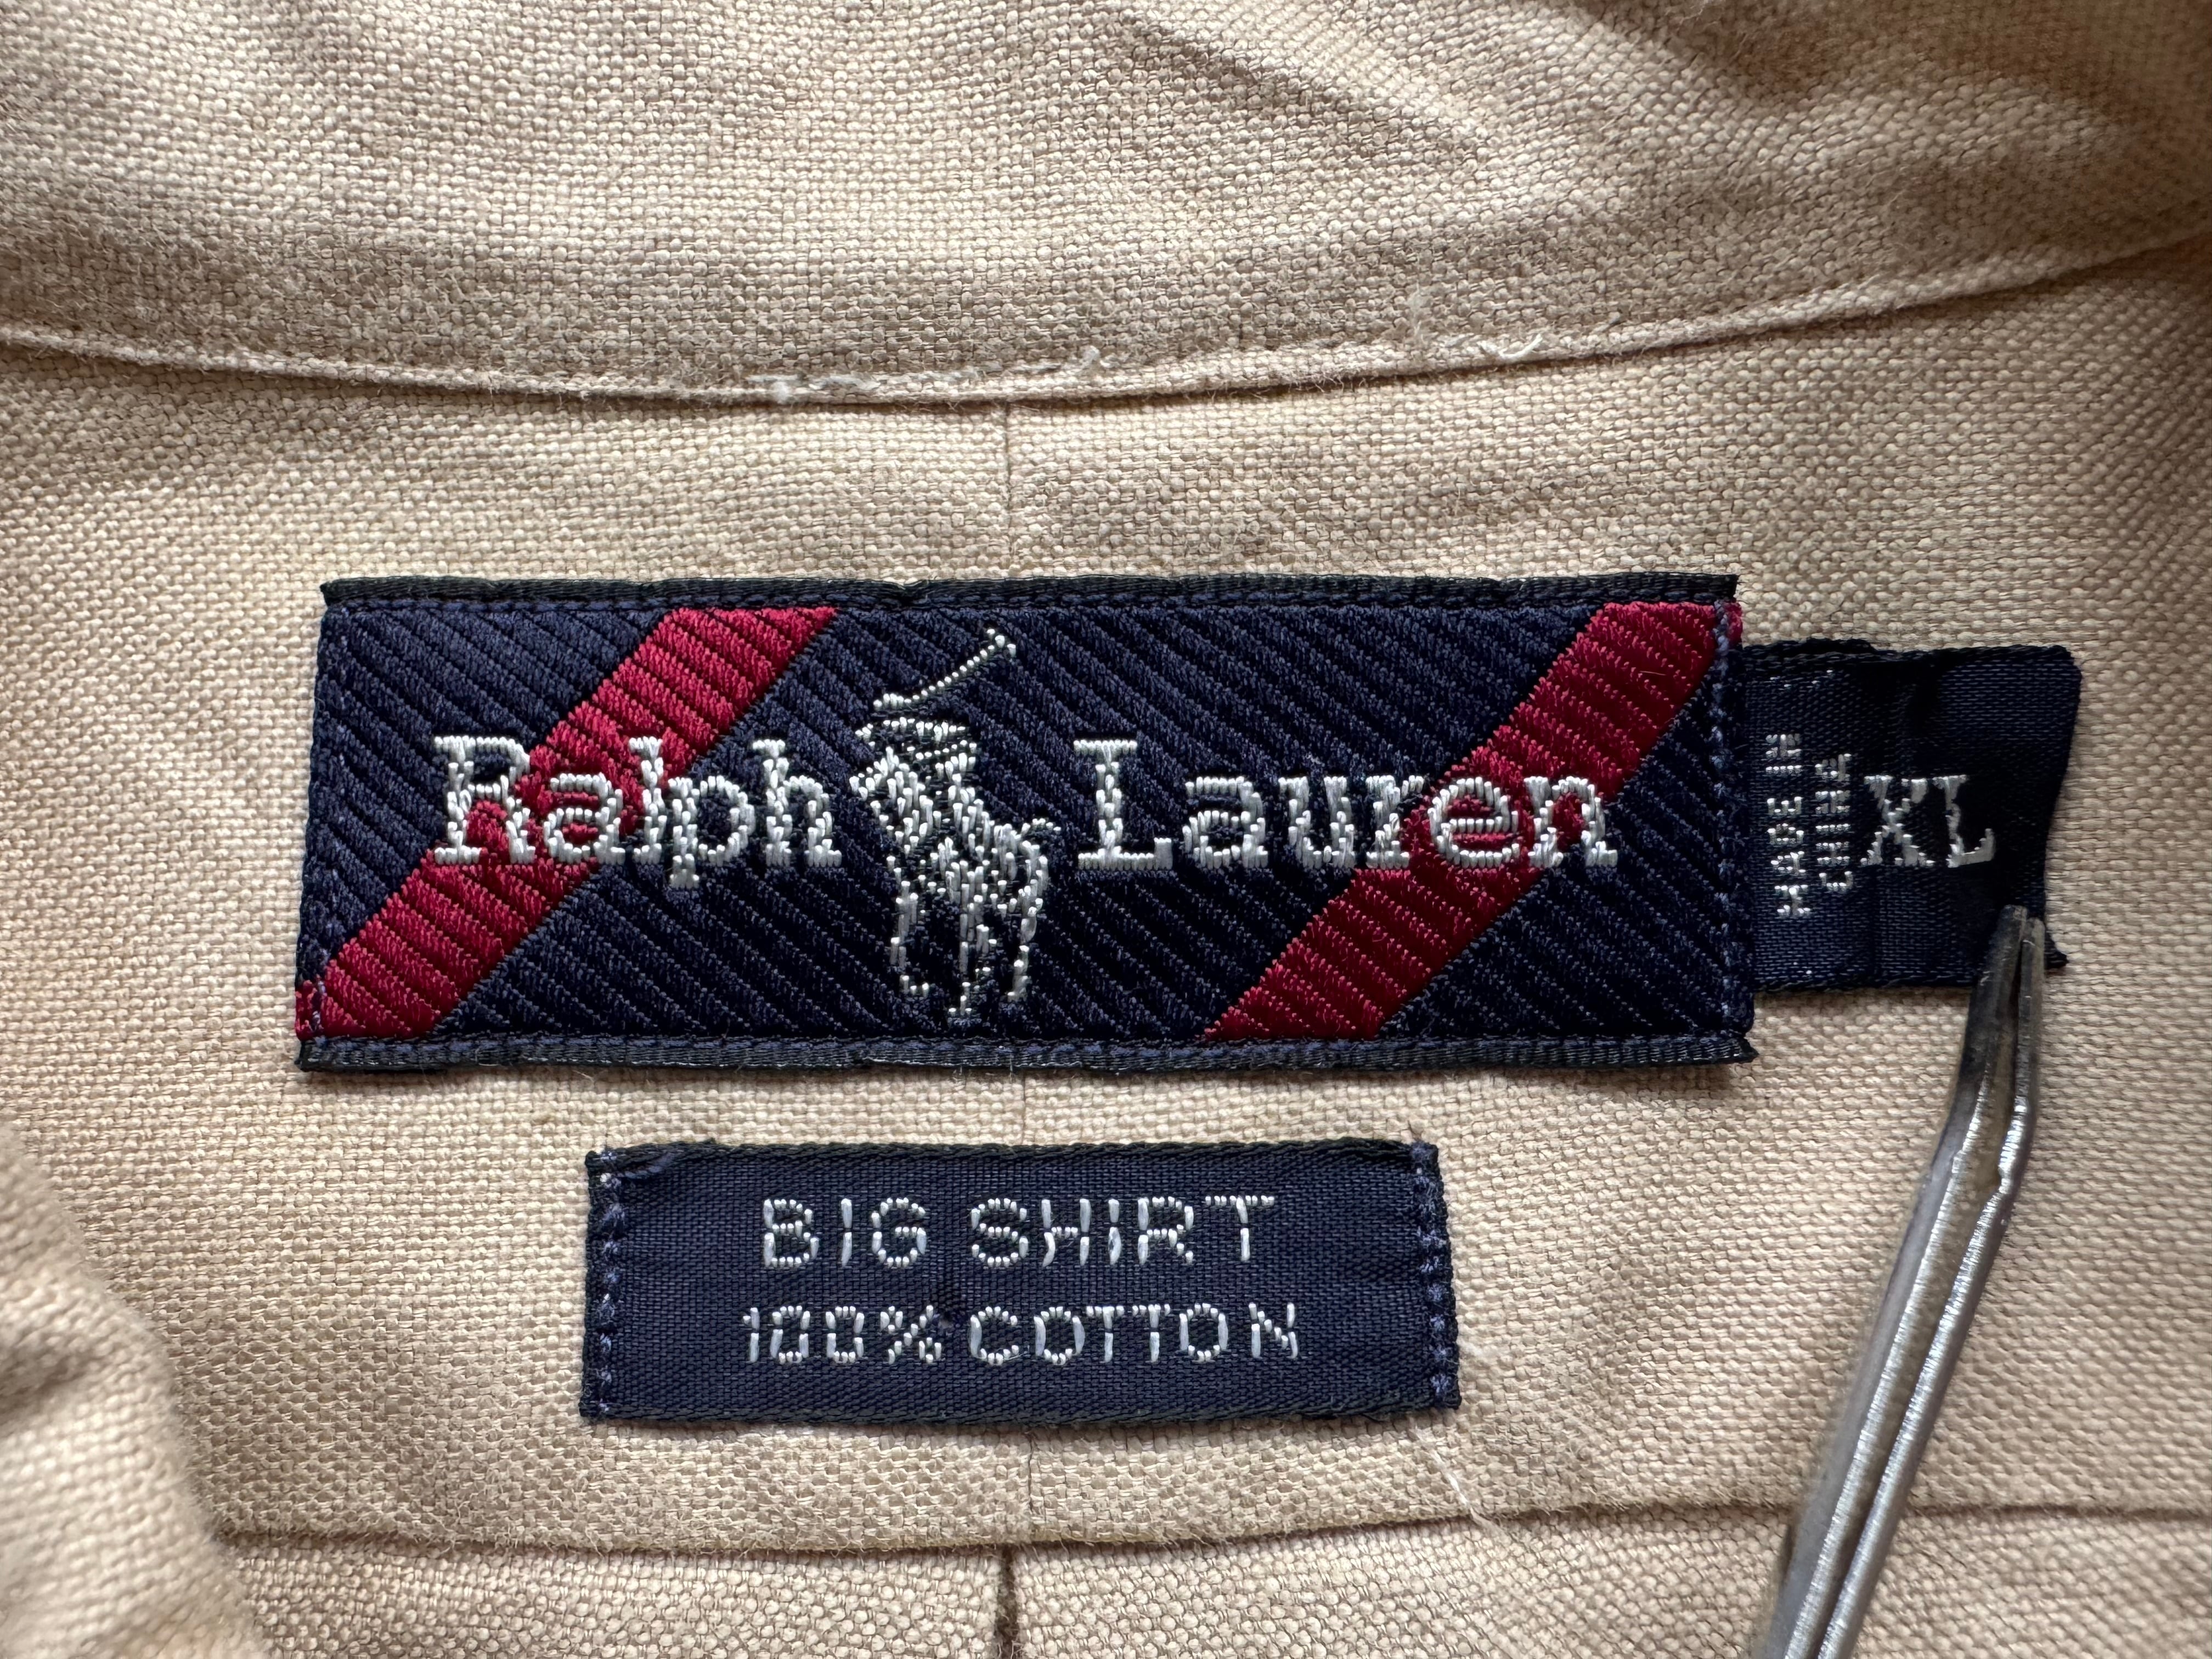 Ralph Lauren
MADE IN
CHINA
XL
BIG SHIRT
100% COTTON